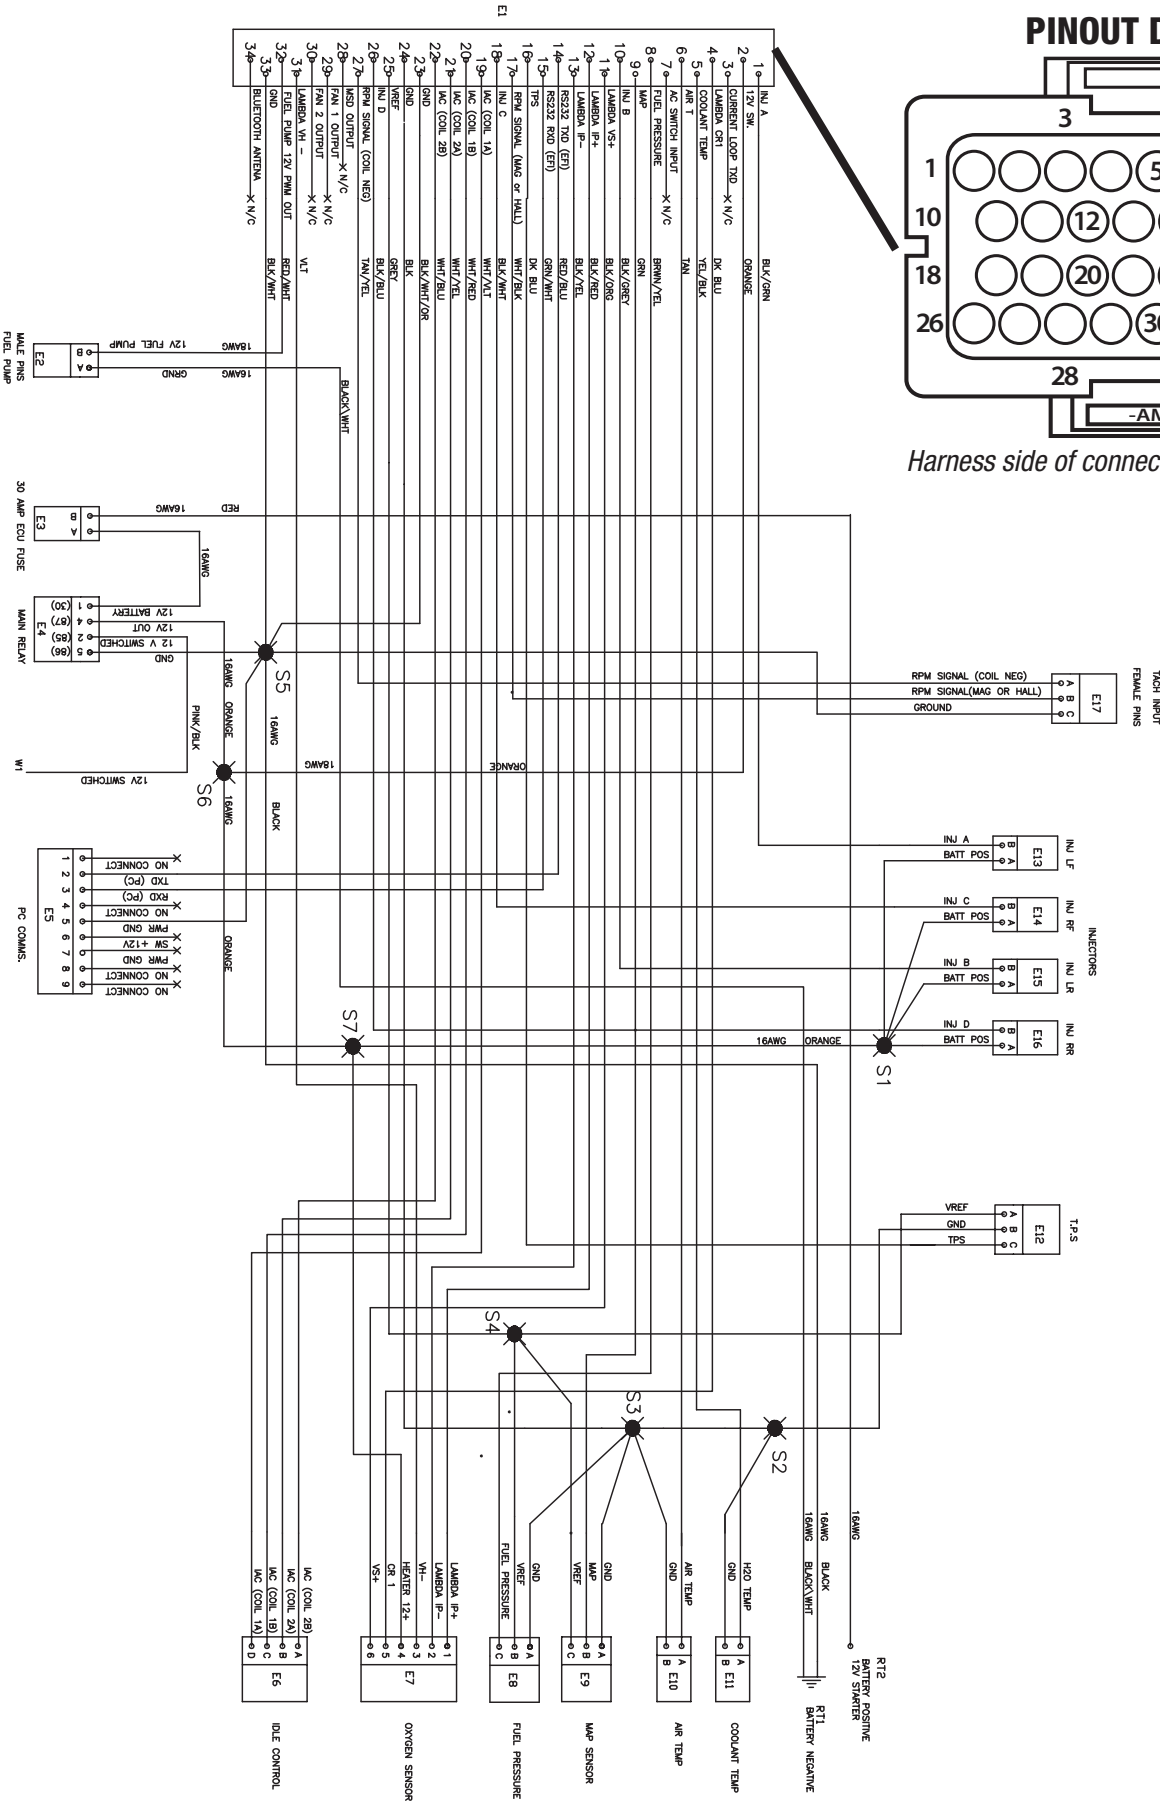 PINOUT D
3
1
5
10
12
18
20
26
30
28
-AM
Harness side of connec
E1
1 INJ A BLK/GRN
2 12V SW. ORANGE
3 CURRENT LOOP TXD N/C
4 LAMBDA CR1 DK BLU
5 COOLANT TEMP YEL/BLK
6 AIR T TAN
7 AC SWITCH INPUT N/C
8 FUEL PRESSURE BRWN/YEL
9 MAP GRN
10 INJ B BLK/GREY
11 LAMBDA VS+ BLK/ORG
12 LAMBDA IP+ BLK/RED
13 LAMBDA IP- BLK/YEL
14 RS232 TXD (EFI) RED/BLU
15 RS232 RXD (EFI) GRN/WHT
16 TPS DK BLU
17 RPM SIGNAL (MAG or HALL) WHT/BLK
18 INJ C BLK/WHT
19 IAC (COIL 1A) WHT/VLT
20 IAC (COIL 1B) WHT/RED
21 IAC (COIL 2A) WHT/YEL
22 IAC (COIL 2B) WHT/BLU
23 GND BLK/WHT/OR
24 GND BLK
25 VREF GREY
26 INJ D BLK/BLU
27 RPM SIGNAL (COIL NEG) TAN/YEL
28 MSD OUTPUT N/C
29 FAN 1 OUTPUT N/C
30 FAN 2 OUTPUT N/C
31 LAMBDA VH - VLT
32 FUEL PUMP 12V PWM OUT RED/WHT
33 GND BLK/WHT
34 BLUETOOTH ANTENA N/C
MALE PINS
FUEL PUMP
E2
B 12V FUEL PUMP 18AWG
A GRND 16AWG
BLACK\WHT
30 AMP ECU FUSE
E3
B 16AWG RED
A 16AWG
MAIN RELAY
E4
1 (30) 12V BATTERY
4 (87) 12V OUT
2 (85) 12 V SWITCHED
5 (86) GND
S5
16AWG ORANGE
16AWG
PINK/BLK
W1 12V SWITCHED
S6
18AWG ORANGE
16AWG
BLACK
ORANGE
PC COMMS.
E5
1 NO CONNECT
2 TXD (PC)
3 RXD (PC)
4 NO CONNECT
5 PWR GND
6 SW +12V
7 PWR GND
8 NO CONNECT
9 NO CONNECT
TACH INPUT
FEMALE PINS
E17
RPM SIGNAL (COIL NEG) A
RPM SIGNAL(MAG OR HALL) B
GROUND C
INJECTORS
INJ LF
E13
INJ A B
BATT POS A
INJ RF
E14
INJ C B
BATT POS A
INJ LR
E15
INJ B B
BATT POS A
INJ RR
E16
INJ D B
BATT POS A
S7
16AWG ORANGE
S1
T.P.S
E12
VREF A
GND B
TPS C
S4
S3
S2
16AWG
16AWG BLACK
16AWG BLACK\WHT
RT2
BATTERY POSITIVE
12V STARTER
RT1
BATTERY NEGATIVE
H2O TEMP A
GND B
E11
COOLANT TEMP
AIR TEMP A
GND B
E10
AIR TEMP
GND A
MAP B
VREF C
E9
MAP SENSOR
GND A
VREF B
FUEL PRESSURE C
E8
FUEL PRESSURE
LAMBDA IP+ 1
LAMBDA IP- 2
VH- 3
HEATER 12+ 4
CR 1 5
VS+ 6
E7
OXYGEN SENSOR
IAC (COIL 2B) A
IAC (COIL 2A) B
IAC (COIL 1B) C
IAC (COIL 1A) D
E6
IDLE CONTROL